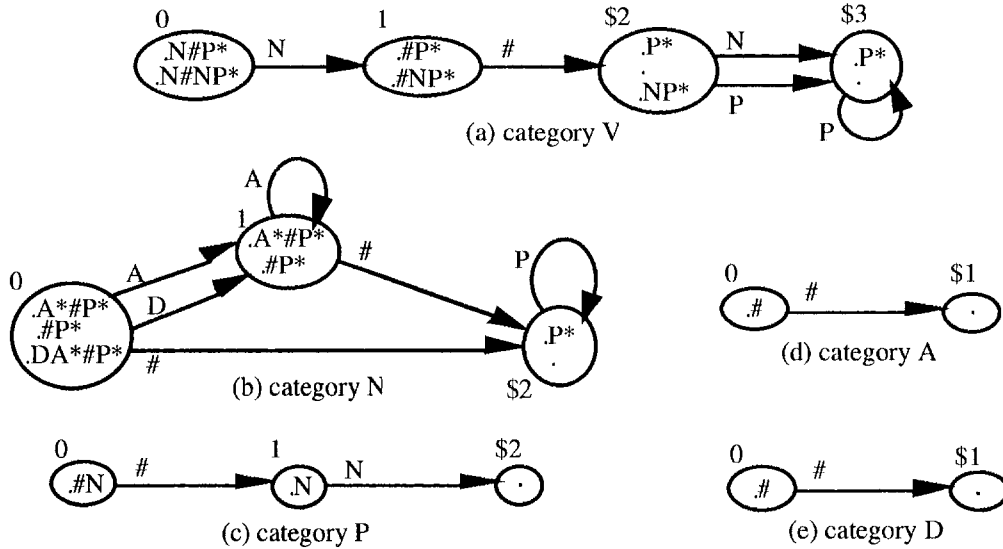 0
1
$2
$3
.N#P*
.N#NP*
N
.#P*
.#NP*
#
.P*
.
.NP*
N
P
.P*
.
P
(a) category V
A
1
.A*#P*
.#P*
#
P
0
A
D
.A*#P*
.#P*
.DA*#P*
#
.P*
.
$2
(b) category N
0
.#
#
$1
.
(d) category A
0
.#N
#
1
.N
N
$2
.
(c) category P
0
.#
#
$1
.
(e) category D